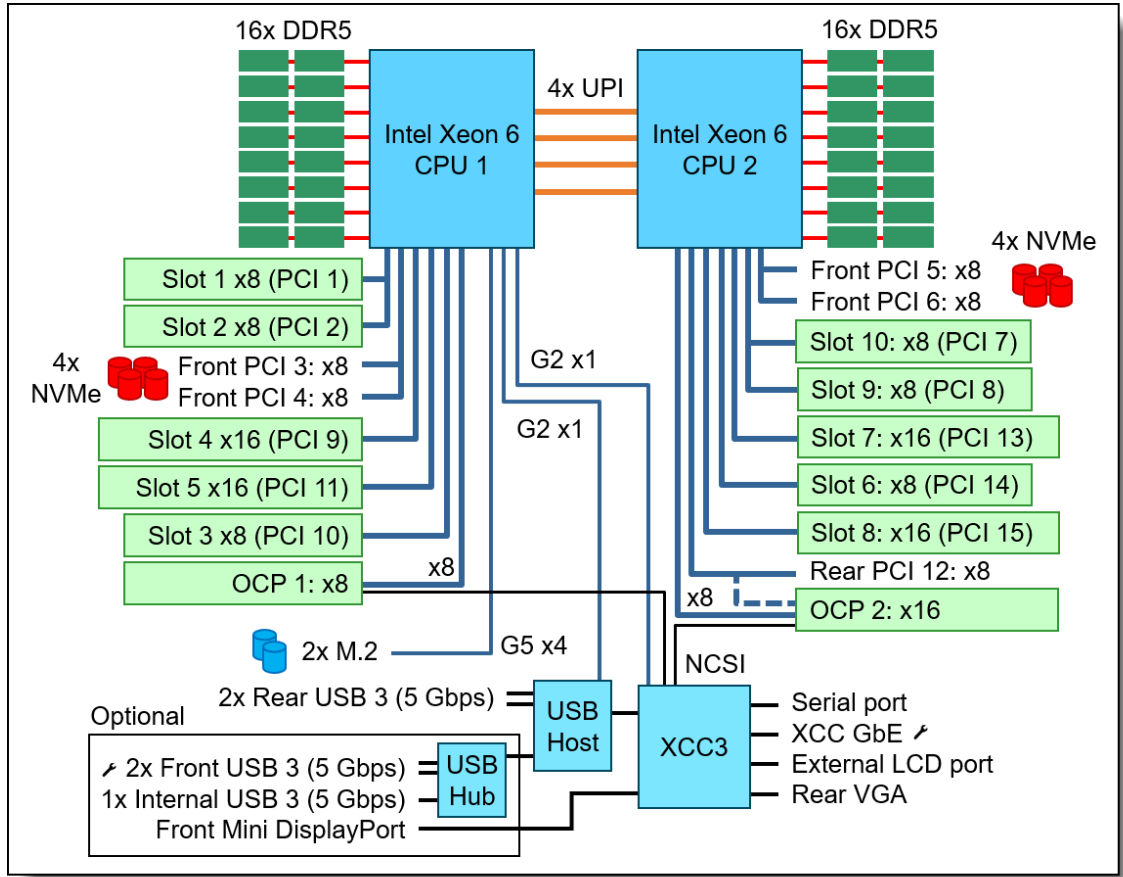 16x DDR5
16x DDR5
Intel Xeon 6
CPU 1
4x UPI
Intel Xeon 6
CPU 2
Slot 1 x8 (PCI 1)
Slot 2 x8 (PCI 2)
4x
NVMe
Front PCI 3: x8
Front PCI 4: x8
Slot 4 x16 (PCI 9)
Slot 5 x16 (PCI 11)
Slot 3 x8 (PCI 10)
x8
OCP 1: x8
G2 x1
G2 x1
4x NVMe
Front PCI 5: x8
Front PCI 6: x8
Slot 10: x8 (PCI 7)
Slot 9: x8 (PCI 8)
Slot 7: x16 (PCI 13)
Slot 6: x8 (PCI 14)
Slot 8: x16 (PCI 15)
Rear PCI 12: x8
x8
OCP 2: x16
2x M.2
G5 x4
NCSI
2x Rear USB 3 (5 Gbps)
USB
Host
XCC3
Serial port
XCC GbE
External LCD port
Rear VGA
Optional
2x Front USB 3 (5 Gbps)
1x Internal USB 3 (5 Gbps)
USB
Hub
Front Mini DisplayPort